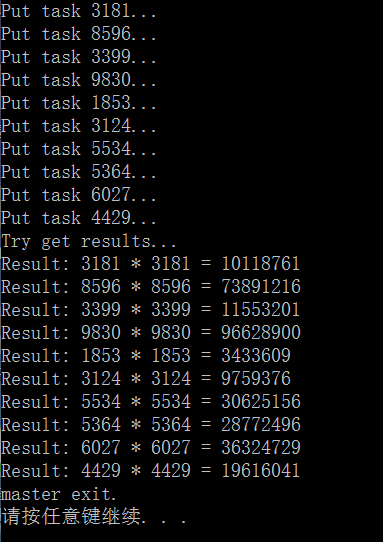 Put task 3181...
Put task 8596...
Put task 3399...
Put task 9830...
Put task 1853...
Put task 3124...
Put task 5534...
Put task 5364...
Put task 6027...
Put task 4429...
Try get results...
Result: 3181 * 3181 = 10118761
Result: 8596 * 8596 = 73891216
Result: 3399 * 3399 = 11553201
Result: 9830 * 9830 = 96628900
Result: 1853 * 1853 = 3433609
Result: 3124 * 3124 = 9759376
Result: 5534 * 5534 = 30625156
Result: 5364 * 5364 = 28772496
Result: 6027 * 6027 = 36324729
Result: 4429 * 4429 = 19616041
master exit.
请按任意键继续. . .